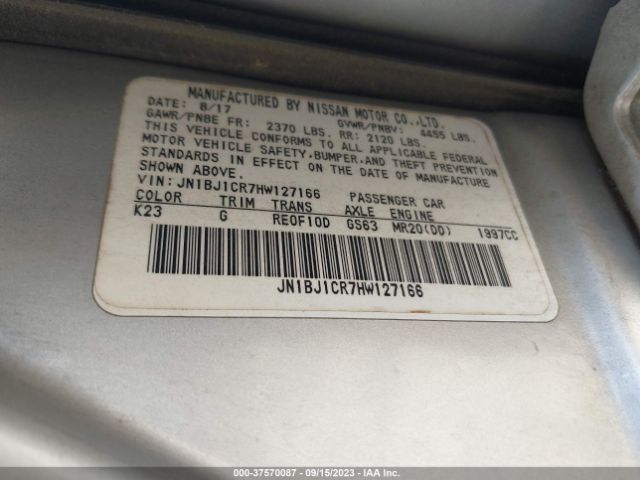 MANUFACTURED BY NISSAN MOTOR CO.,LTD.
DATE: 8/17 GVWR/PNBV: 4455 LBS.
GAWR/PNBE FR: 2370 LBS. RR: 2120 LBS.
THIS VEHICLE CONFORMS TO ALL APPLICABLE FEDERAL
MOTOR VEHICLE SAFETY,BUMPER,AND THEFT PREVENTION
STANDARDS IN EFFECT ON THE DATE OF MANUFACTURE
SHOWN ABOVE.
VIN:JN1BJ1CR7HW127166 PASSENGER CAR
COLOR TRIM TRANS AXLE ENGINE
K23 G RE0F10D GS63 MR20(DD) 1997CC
JN1BJ1CR7HW127166
000-37570087 - 09/15/2023 - IAA Inc.